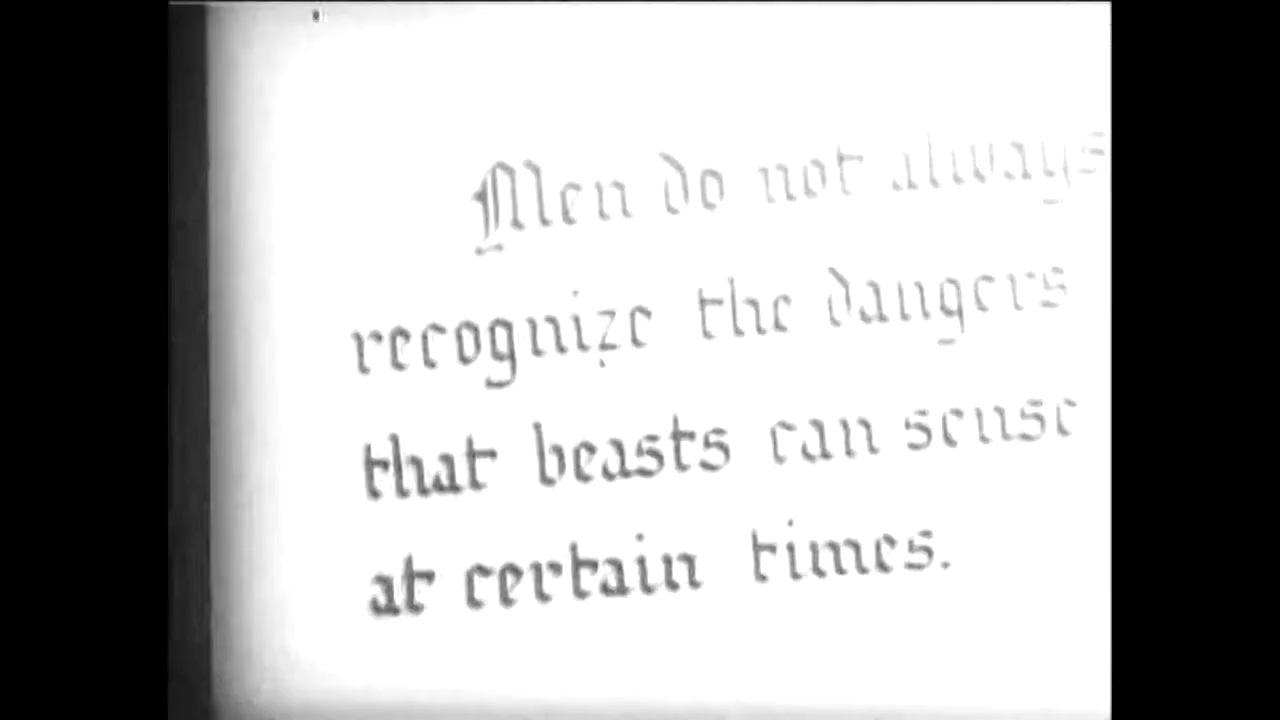 Men do not always
recognize the dangers
that beasts can sense
at certain times.